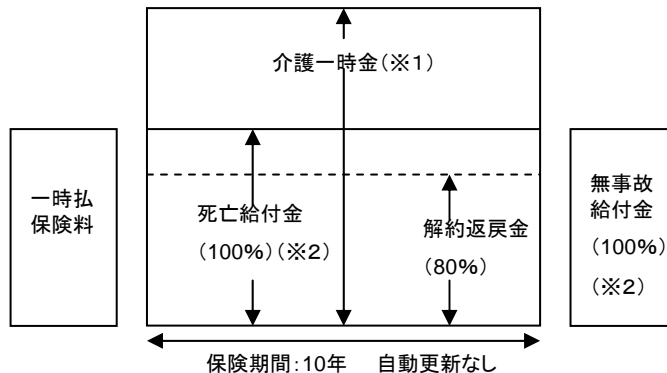 介護一時金(※1)
一時払
保険料
死亡給付金
(100%)(※2)
解約返戻金
(80%)
無事故
給付金
(100%)
(※2)
保険期間:10年 自動更新なし